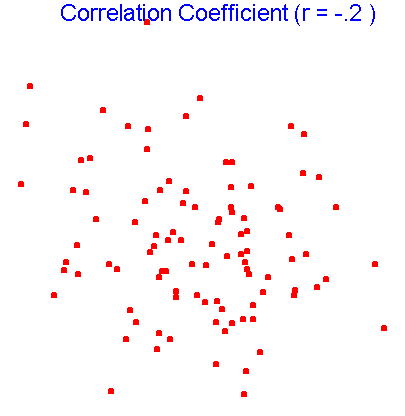 Correlation Coefficient (r = -.2 )